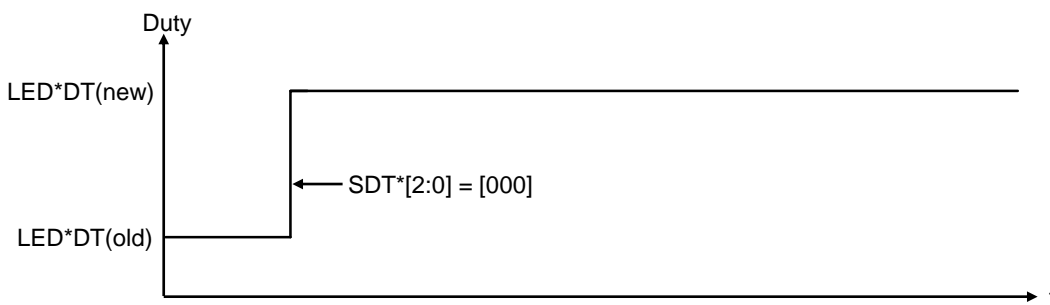 Duty
LED*DT(new)
SDT*[2:0] = [000]
LED*DT(old)